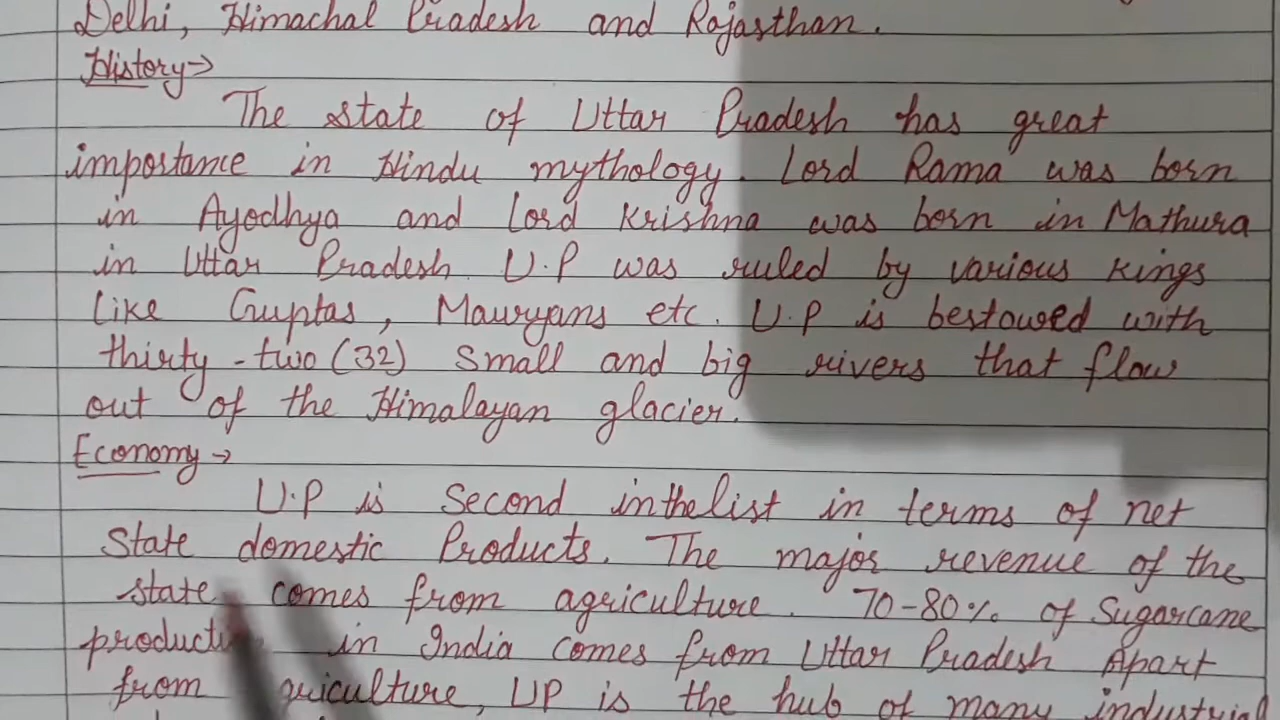 Delhi, Himachal Pradesh and Rajasthan.
History→
The state of Uttar Pradesh has great
importance in Hindu mythology. Lord Rama was born
in Ayodhya and Lord Krishna was born in Mathura
in Uttar Pradesh. U.P was ruled by various kings
like Guptas, Mauryans etc. U.P is bestowed with
thirty-two (32) small and big rivers that flow
out of the Himalayan glacier.
Economy→
U.P is second in the list in terms of net
State domestic Products. The major revenue of the
state comes from agriculture. 70-80% of Sugarcane
in India comes from Uttar Pradesh Apart
from UP is the hub of many industrial